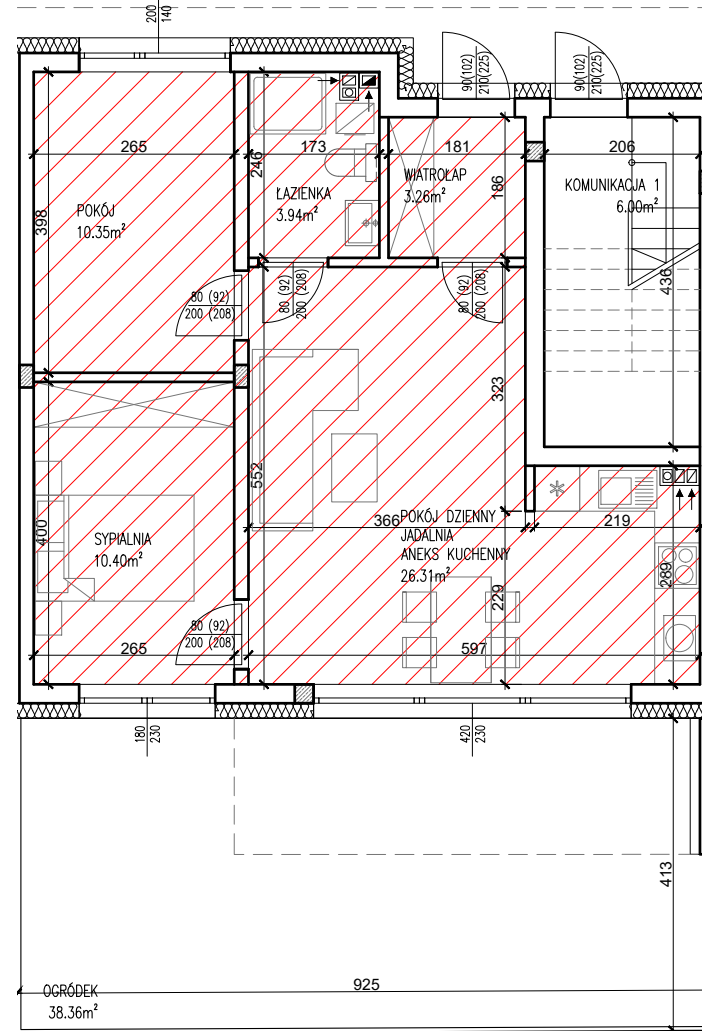 200
140
90(102)
210(225)
90(102)
210(225)
265
246
173
181
186
206
ŁAZIENKA
3.94m²
WIATROŁAP
3.26m²
KOMUNIKACJA 1
6.00m²
398
POKÓJ
10.35m²
436
80 (92)
200 (208)
80 (92)
200 (208)
80 (92)
200 (208)
323
552
400
SYPIALNIA
10.40m²
366
POKÓJ DZIENNY
JADALNIA
ANEKS KUCHENNY
26.31m²
219
289
229
80 (92)
200 (208)
265
597
180
230
420
230
413
925
OGRÓDEK
38.36m²